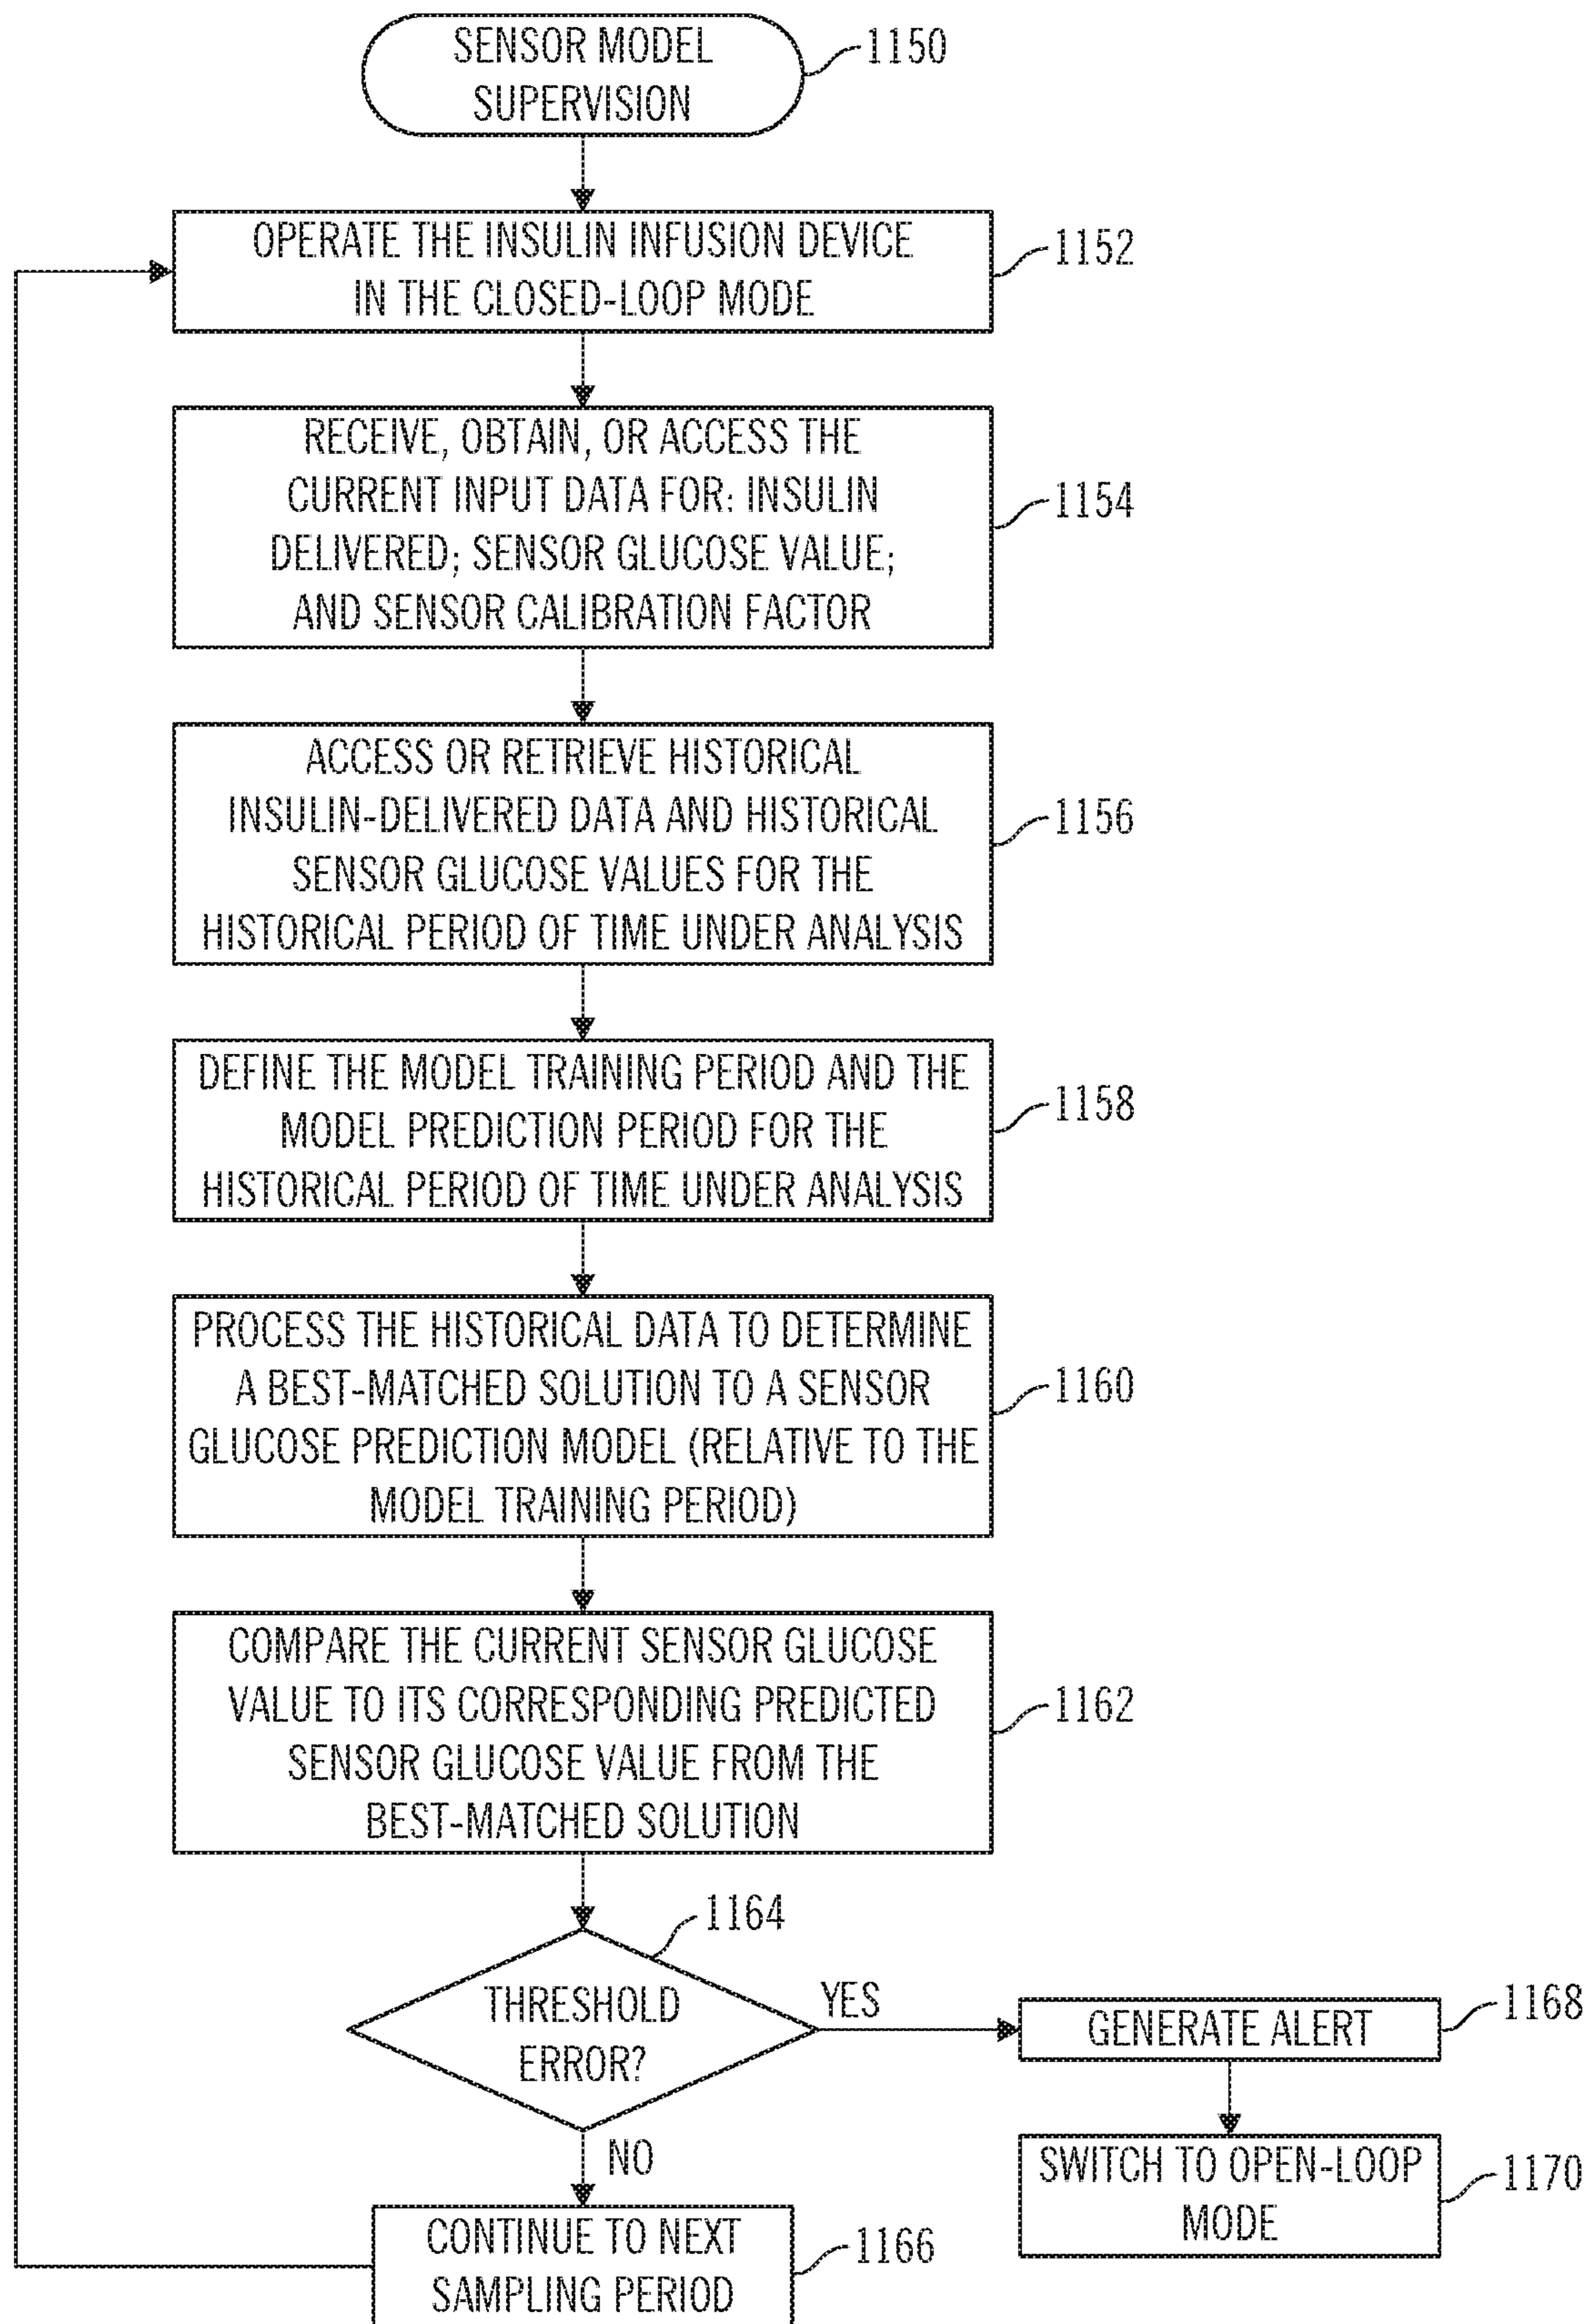 SENSOR MODEL
SUPERVISION
1150
OPERATE THE INSULIN INFUSION DEVICE
IN THE CLOSED-LOOP MODE
1152
RECEIVE, OBTAIN, OR ACCESS THE
CURRENT INPUT DATA FOR: INSULIN
DELIVERED; SENSOR GLUCOSE VALUE;
AND SENSOR CALIBRATION FACTOR
1154
ACCESS OR RETRIEVE HISTORICAL
INSULIN-DELIVERED DATA AND HISTORICAL
SENSOR GLUCOSE VALUES FOR THE
HISTORICAL PERIOD OF TIME UNDER ANALYSIS
1156
DEFINE THE MODEL TRAINING PERIOD AND THE
MODEL PREDICTION PERIOD FOR THE
HISTORICAL PERIOD OF TIME UNDER ANALYSIS
1158
PROCESS THE HISTORICAL DATA TO DETERMINE
A BEST-MATCHED SOLUTION TO A SENSOR
GLUCOSE PREDICTION MODEL (RELATIVE TO THE
MODEL TRAINING PERIOD)
1160
COMPARE THE CURRENT SENSOR GLUCOSE
VALUE TO ITS CORRESPONDING PREDICTED
SENSOR GLUCOSE VALUE FROM THE
BEST-MATCHED SOLUTION
1162
1164
THRESHOLD
ERROR?
YES
GENERATE ALERT
1168
NO
SWITCH TO OPEN-LOOP
MODE
1170
CONTINUE TO NEXT
SAMPLING PERIOD
1166